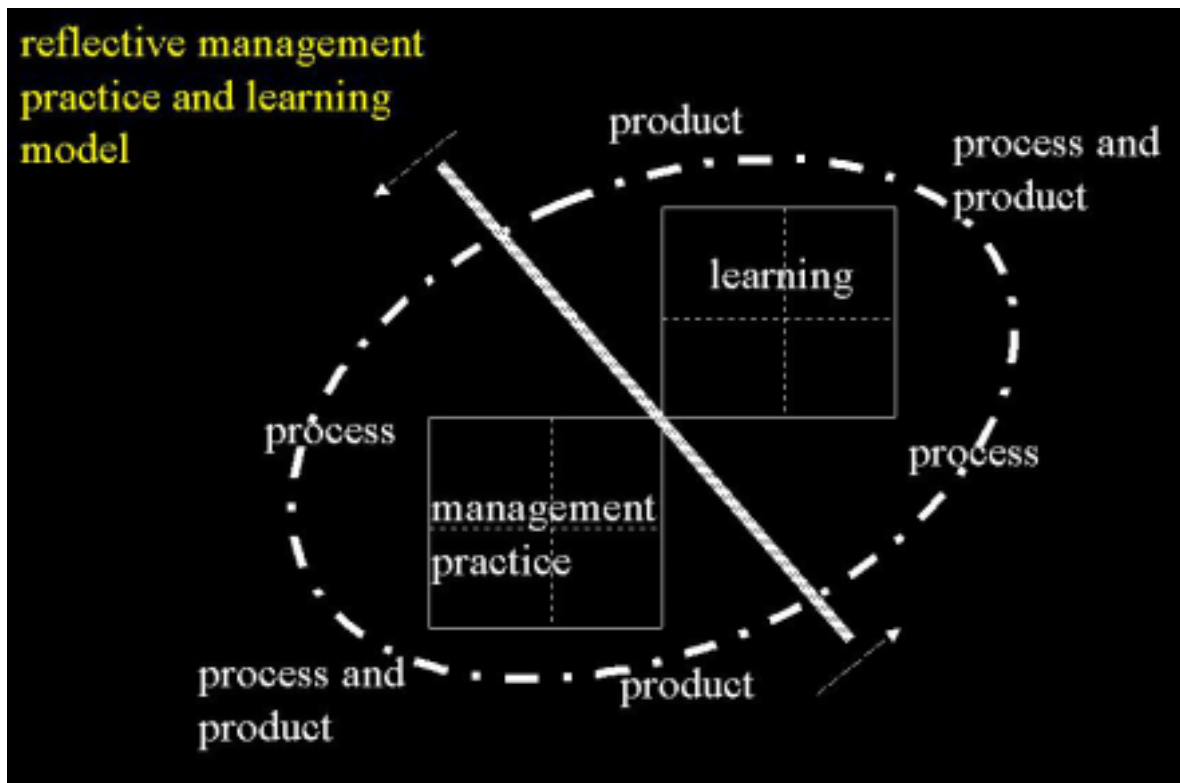 reflective management
practice and learning
model
product
process and
product
learning
process
process
management
practice
process and
product
product